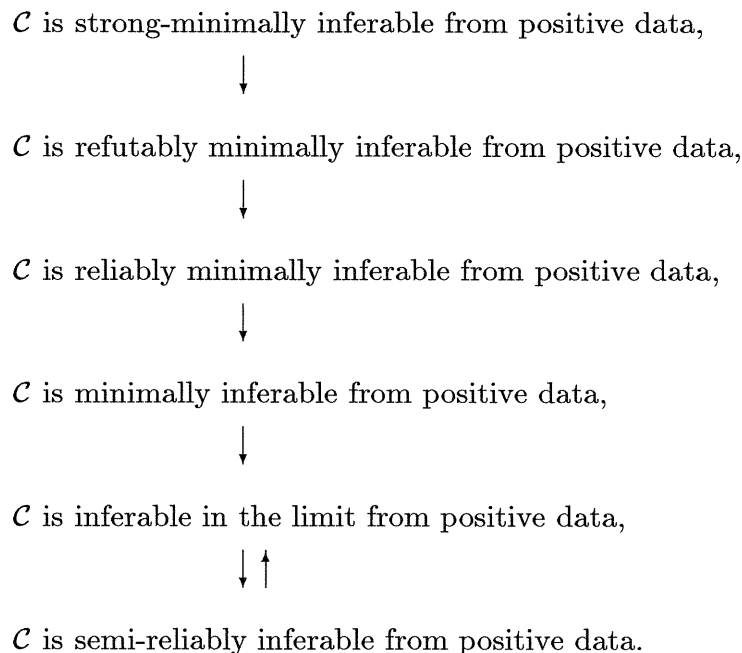 𝒞 is strong-minimally inferable from positive data,
↓
𝒞 is refutably minimally inferable from positive data,
↓
𝒞 is reliably minimally inferable from positive data,
↓
𝒞 is minimally inferable from positive data,
↓
𝒞 is inferable in the limit from positive data,
↓↑
𝒞 is semi-reliably inferable from positive data.